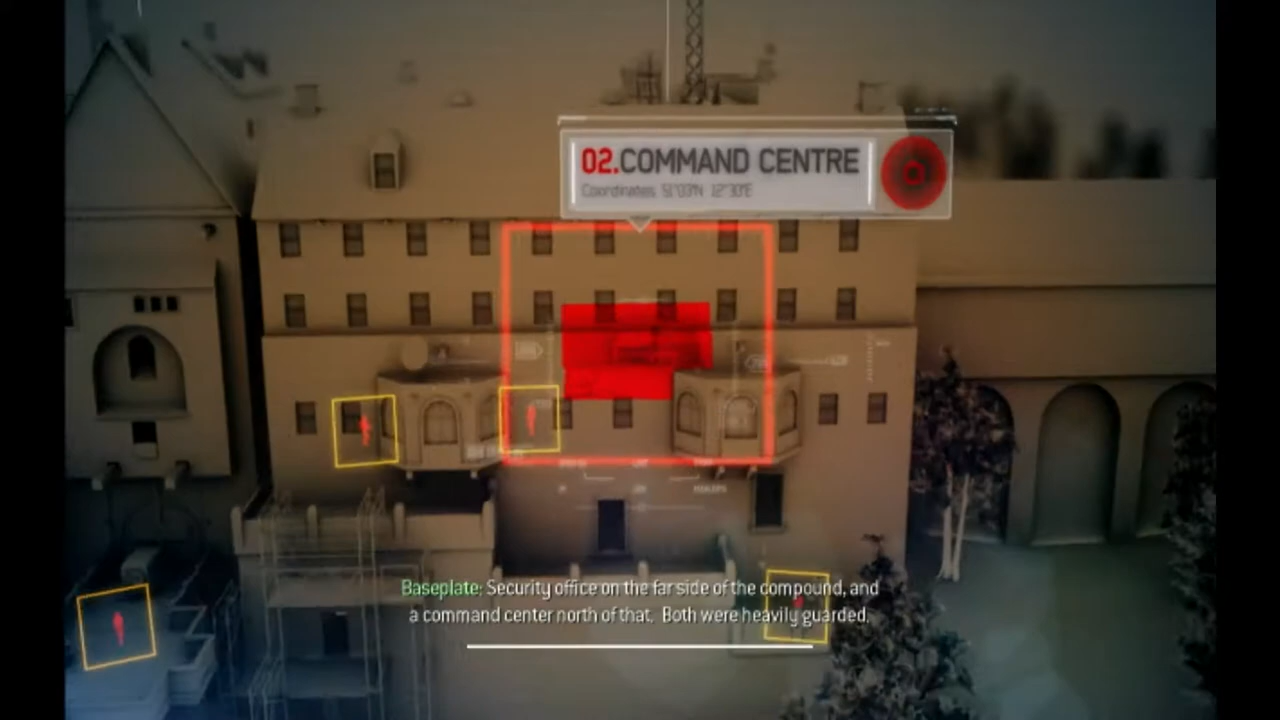 02.COMMAND CENTRE
Coordinates 51°03'N 12°30'E
Baseplate: Security office on the far side of the compound, and
a command center north of that. Both were heavily guarded.